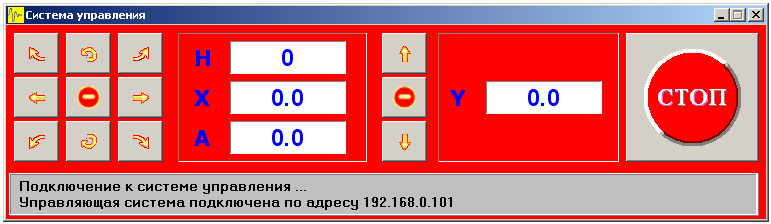 Система управления
H 0
X 0.0
A 0.0
Y 0.0
СТОП
Подключение к системе управления ...
Управляющая система подключена по адресу 192.168.0.101